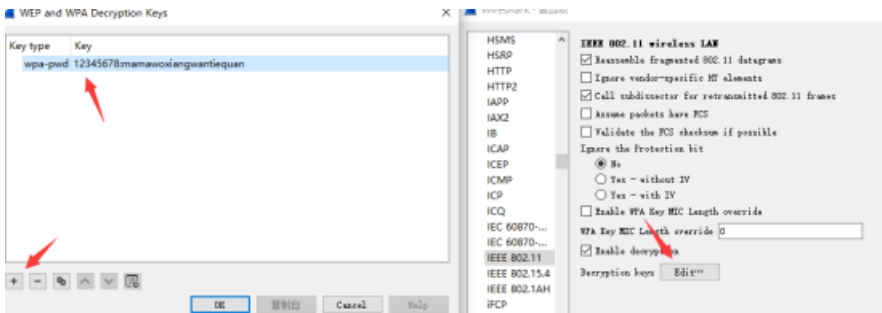 WEP and WPA Decryption Keys
Key type Key
wpa-pwd 12345678:mamawoxiangwantiequan
OK
复制自
Cancel
Help
Wireshark ·
HSMS
HSRP
HTTP
HTTP2
IAPP
IAX2
IB
ICAP
ICEP
ICMP
ICP
ICQ
IEC 60870-...
IEC 60870-...
IEEE 802.11
IEEE 802.15.4
IEEE 802.1AH
iFCP
IEEE 802.11 wireless LAN
Reassemble fragmented 802.11 datagrams
Ignore vendor-specific HT elements
Call subdissector for retransmitted 802.11 frames
Assume packets have FCS
Validate the FCS checksum if possible
Ignore the Protection bit
No
Yes - without IV
Yes - with IV
Enable WPA Key MIC Length override
WPA Key MIC Length override 0
Enable decryption
Decryption keys Edit...